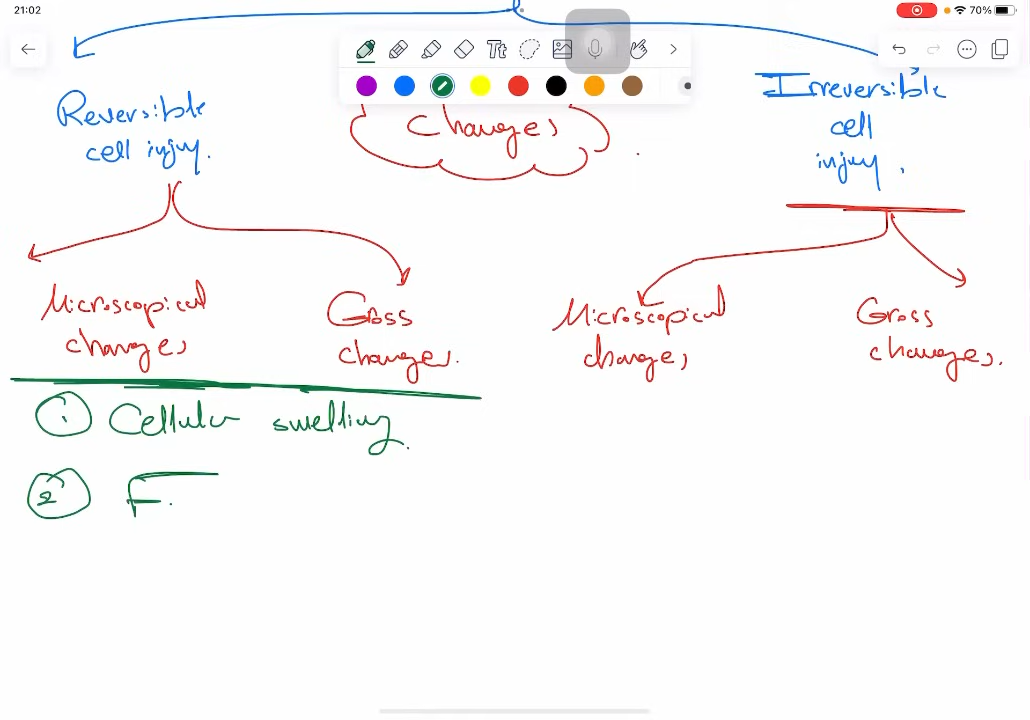 21:02
70%
Tt
Reversible
cell injury.
Changes
Irreversible
cell
injury.
Microscopical
changes
Gross
changes.
Microscopical
changes
Gross
changes.
1 Cellular swelling.
2 F.